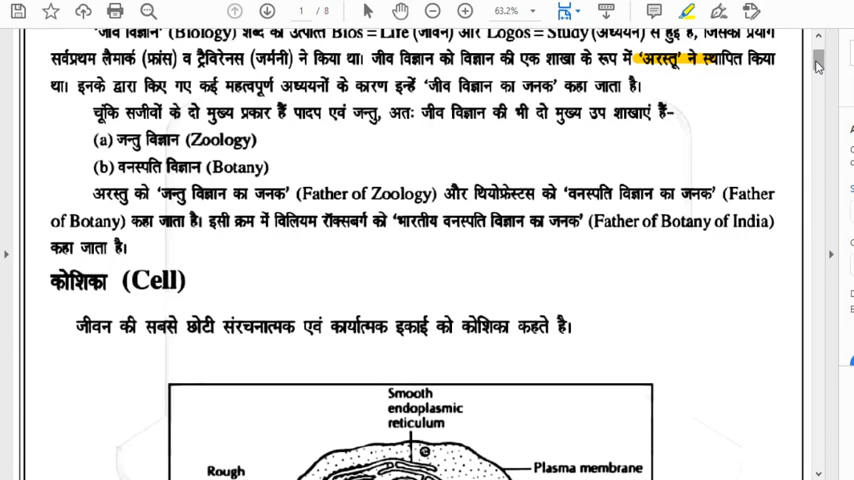 1 / 8
63.2%
'जीव विज्ञान' (Biology) शब्द की उत्पत्ति Bios = Life (जीवन) और Logos = Study (अध्ययन) से हुई है, जिसका प्रयोग
सर्वप्रथम लैमार्क (फ्रांस) व ट्रैविरेनस (जर्मनी) ने किया था। जीव विज्ञान को विज्ञान की एक शाखा के रूप में 'अरस्तू' ने स्थापित किया
था। इनके द्वारा किए गए कई महत्वपूर्ण अध्ययनों के कारण इन्हें 'जीव विज्ञान का जनक' कहा जाता है।
चूंकि सजीवों के दो मुख्य प्रकार हैं पादप एवं जन्तु, अतः जीव विज्ञान की भी दो मुख्य उप शाखाएं हैं-
(a) जन्तु विज्ञान (Zoology)
(b) वनस्पति विज्ञान (Botany)
अरस्तु को 'जन्तु विज्ञान का जनक' (Father of Zoology) और थियोफ्रेस्टस को 'वनस्पति विज्ञान का जनक' (Father
of Botany) कहा जाता है। इसी क्रम में विलियम रॉक्सबर्ग को 'भारतीय वनस्पति विज्ञान का जनक' (Father of Botany of India)
कहा जाता है।
कोशिका (Cell)
जीवन की सबसे छोटी संरचनात्मक एवं कार्यात्मक इकाई को कोशिका कहते है।
Smooth
endoplasmic
reticulum
Rough
Plasma membrane